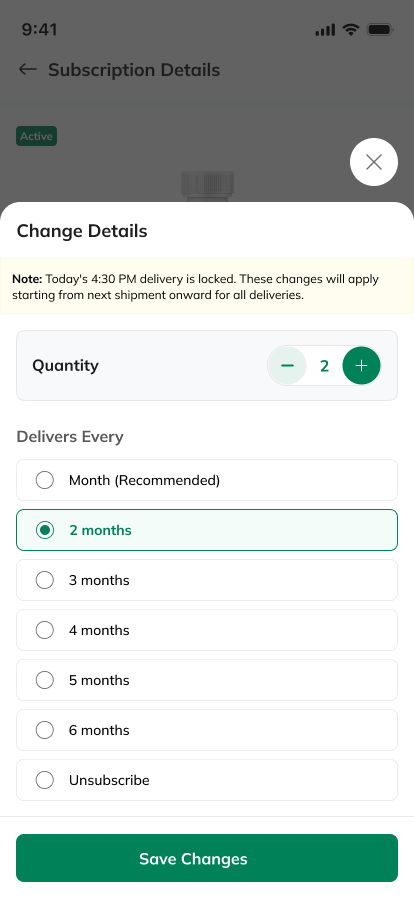 9:41
Subscription Details
Active
Change Details
Note: Today's 4:30 PM delivery is locked. These changes will apply
starting from next shipment onward for all deliveries.
Quantity
2
Delivers Every
Month (Recommended)
2 months
3 months
4 months
5 months
6 months
Unsubscribe
Save Changes